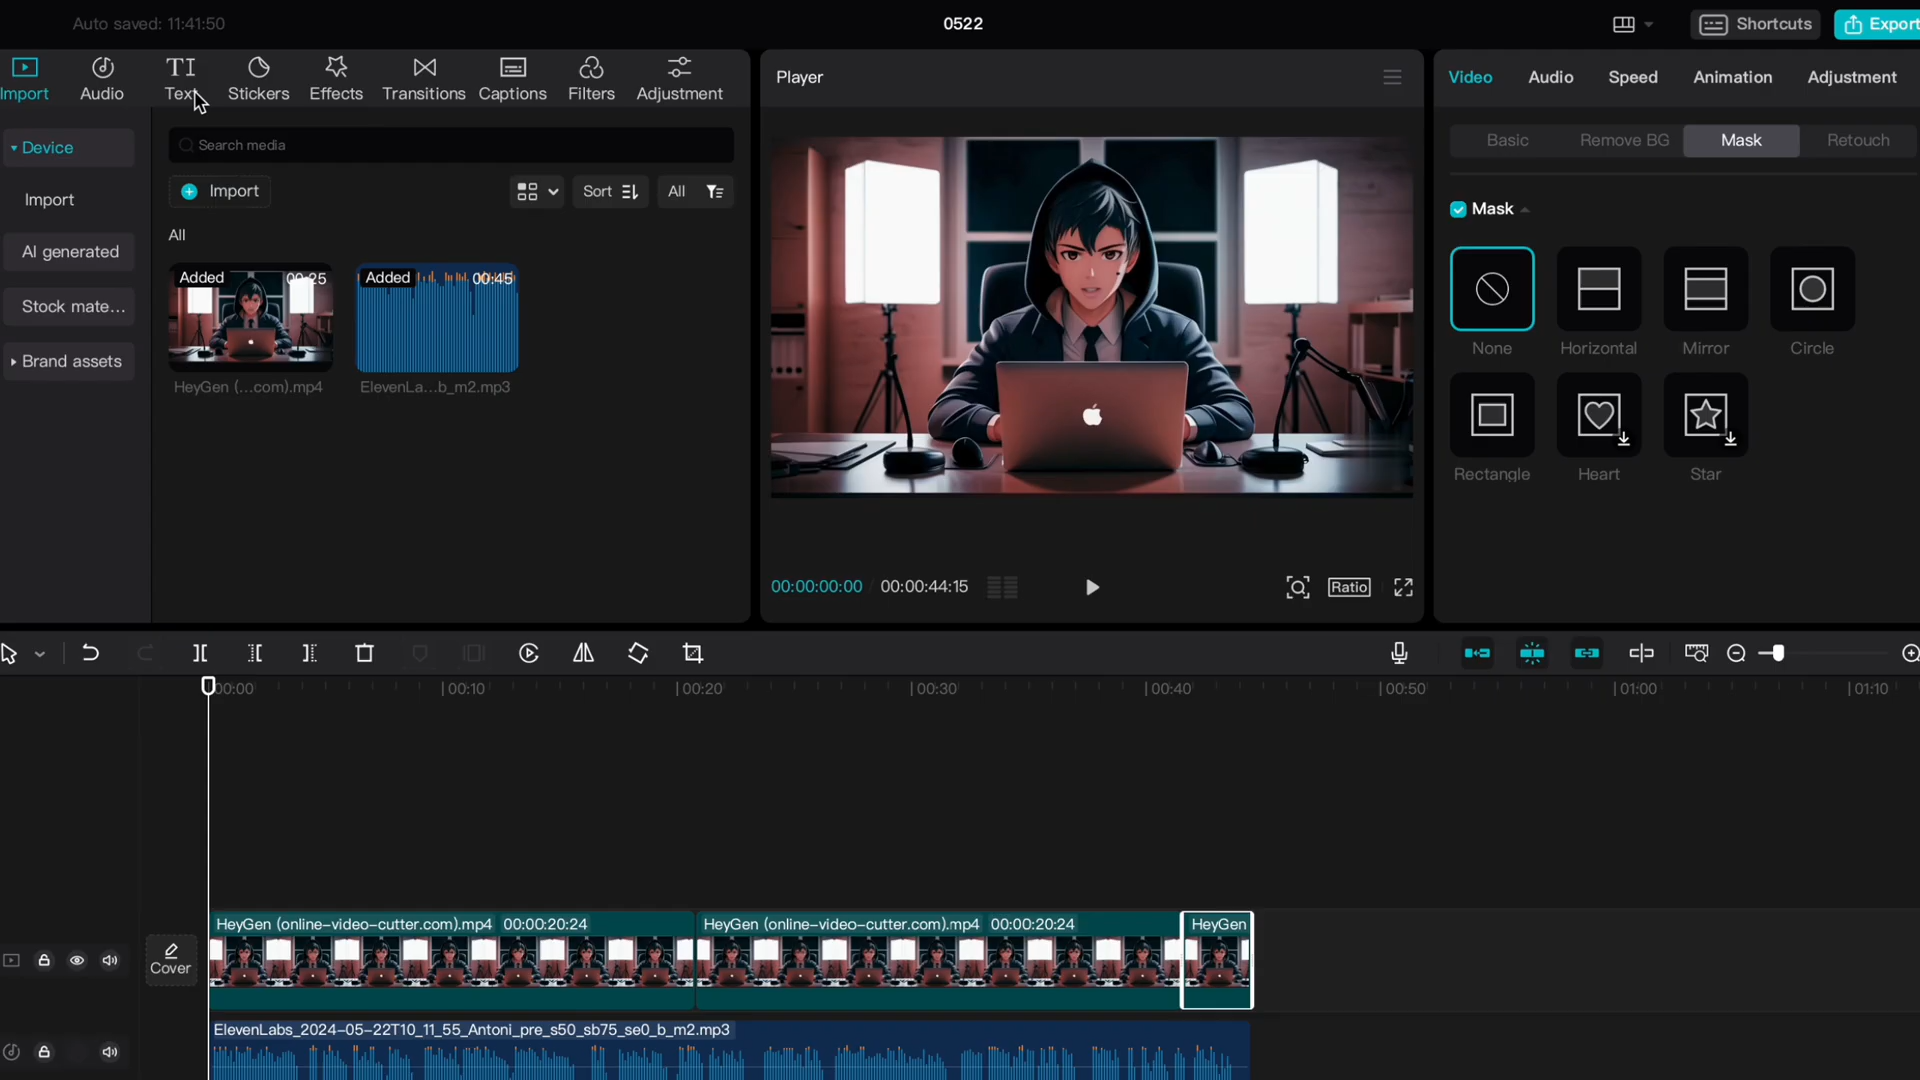 Auto saved: 11:41:50
0522
Shortcuts
Export
Import
Audio
Text
Stickers
Effects
Transitions
Captions
Filters
Adjustment
Device
Import
AI generated
Stock mate...
Brand assets
Search media
Import
Sort
All
All
Added 00:25
HeyGen (...com).mp4
Added 00:45
ElevenLa...b_m2.mp3
Player
00:00:00:00 / 00:00:44:15
Ratio
Video
Audio
Speed
Animation
Adjustment
Basic
Remove BG
Mask
Retouch
Mask
None
Horizontal
Mirror
Circle
Rectangle
Heart
Star
00:00
00:10
00:20
00:30
00:40
00:50
01:00
01:10
Cover
HeyGen (online-video-cutter.com).mp4 00:00:20:24
HeyGen (online-video-cutter.com).mp4 00:00:20:24
HeyGen
ElevenLabs_2024-05-22T10_11_55_Antoni_pre_s50_sb75_se0_b_m2.mp3